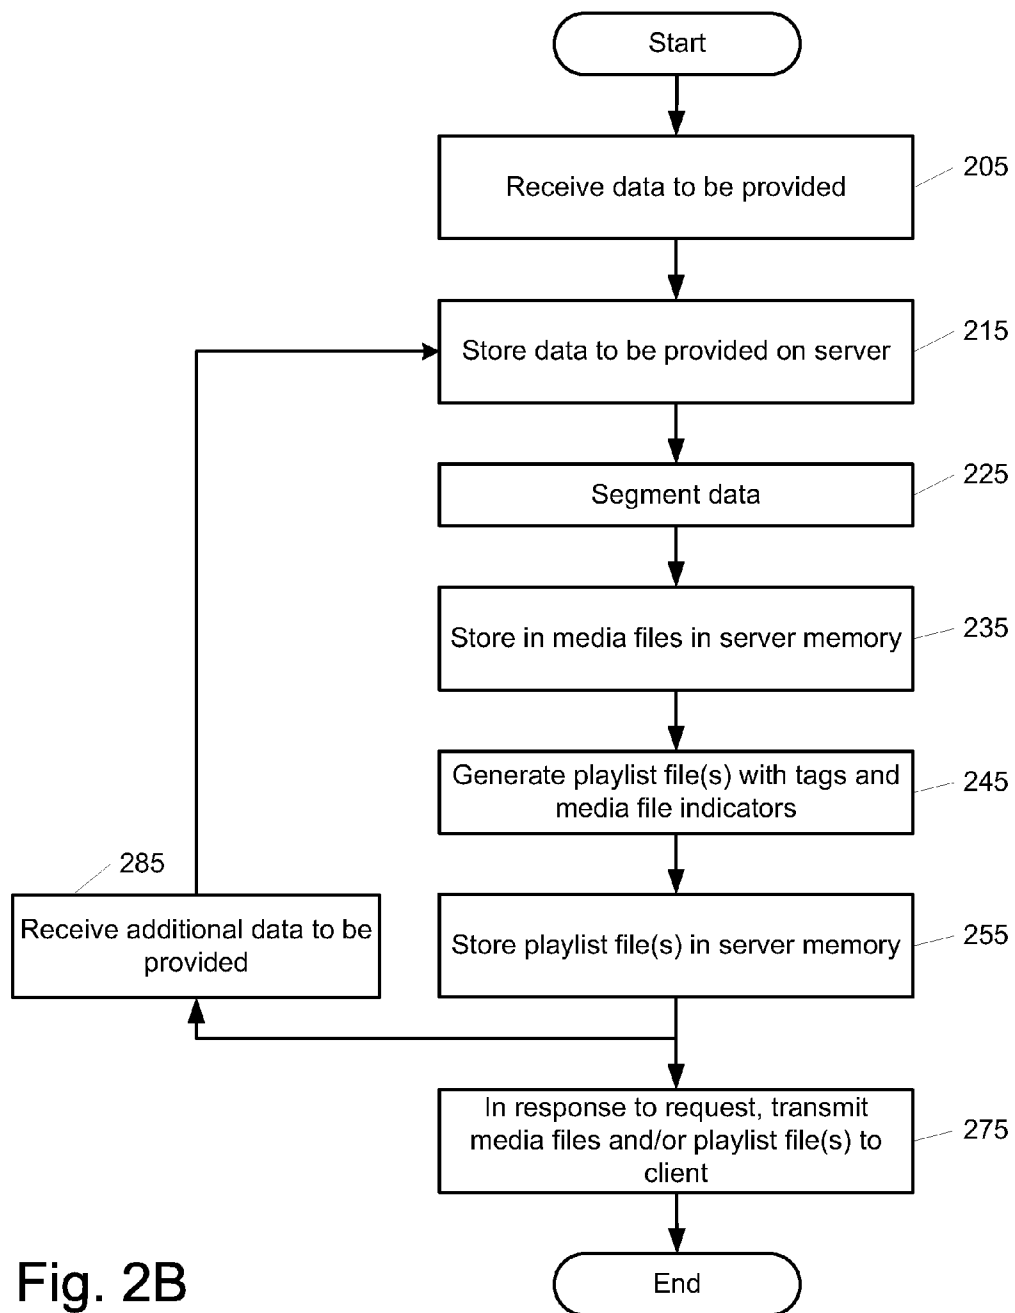 Start
Receive data to be provided
205
Store data to be provided on server
215
Segment data
225
Store in media files in server memory
235
Generate playlist file(s) with tags and
media file indicators
245
285
Receive additional data to be
provided
Store playlist file(s) in server memory
255
In response to request, transmit
media files and/or playlist file(s) to
client
275
End
Fig. 2B